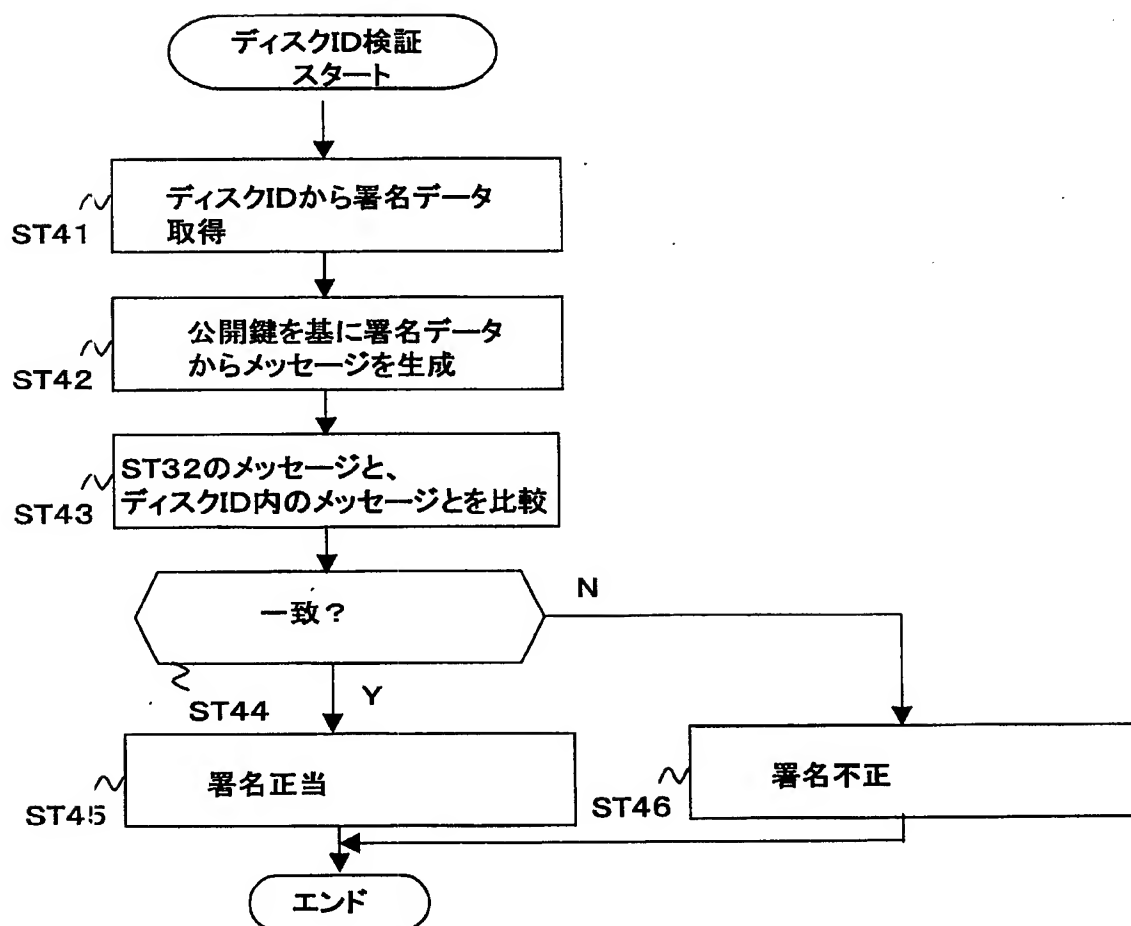 ディスクID検証
スタート
ディスクIDから署名データ
取得
ST41
公開鍵を基に署名データ
からメッセージを生成
ST42
ST32のメッセージと、
ディスクID内のメッセージとを比較
ST43
一致?
N
ST44
Y
署名正当
ST45
署名不正
ST46
エンド